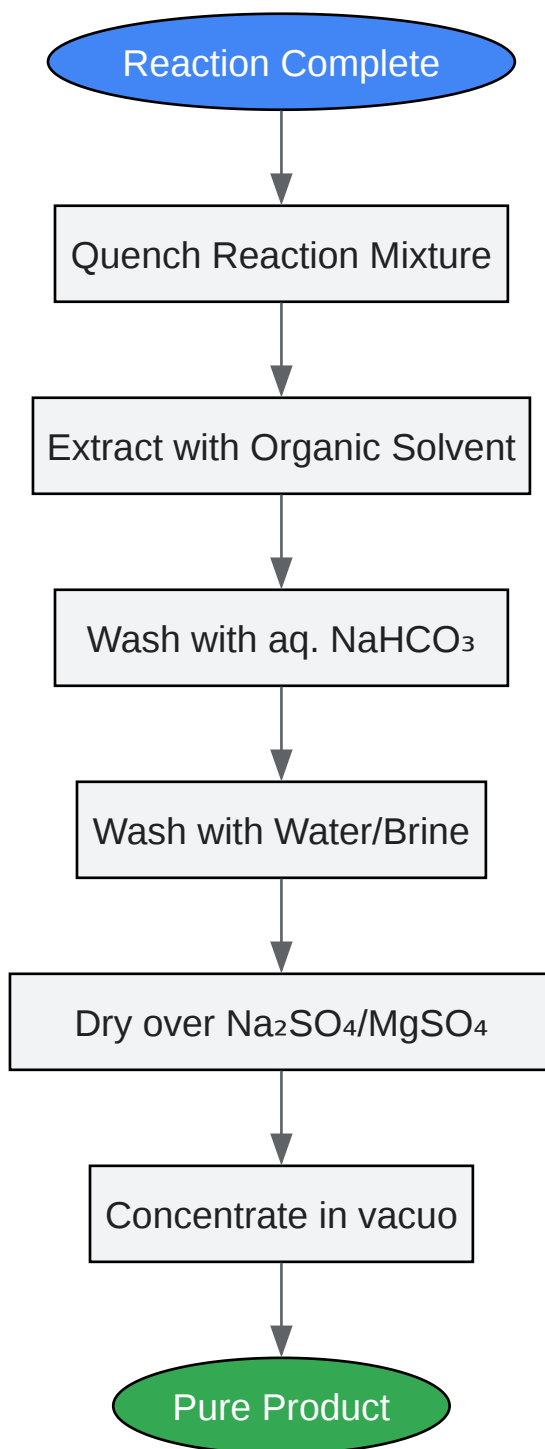 Reaction Complete
Quench Reaction Mixture
Extract with Organic Solvent
Wash with aq. NaHCO₃
Wash with Water/Brine
Dry over Na₂SO₄/MgSO₄
Concentrate in vacuo
Pure Product